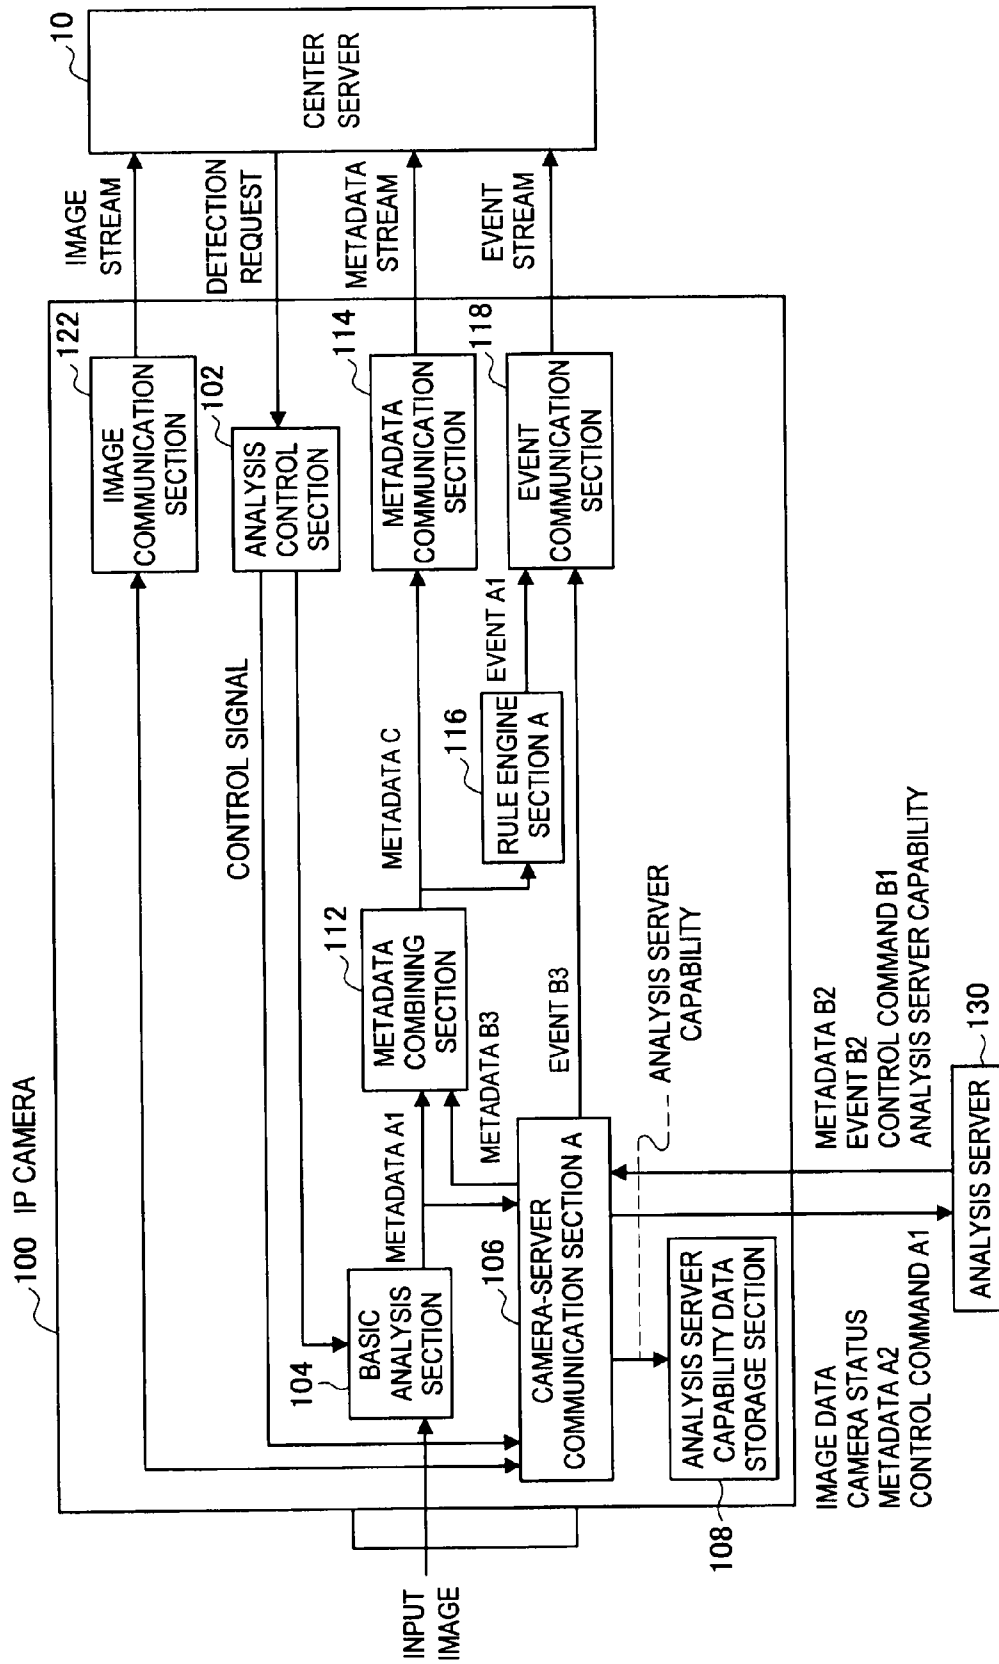 100 IP CAMERA
10
CENTER
SERVER
IMAGE
STREAM
DETECTION
REQUEST
METADATA
STREAM
EVENT
STREAM
122
IMAGE
COMMUNICATION
SECTION
102
ANALYSIS
CONTROL
SECTION
114
METADATA
COMMUNICATION
SECTION
118
EVENT
COMMUNICATION
SECTION
CONTROL SIGNAL
METADATA C
EVENT A1
116
RULE ENGINE
SECTION A
112
METADATA
COMBINING
SECTION
METADATA A1
METADATA B3
EVENT B3
104
BASIC
ANALYSIS
SECTION
106
CAMERA-SERVER
COMMUNICATION SECTION A
ANALYSIS SERVER
CAPABILITY
INPUT
IMAGE
108
ANALYSIS SERVER
CAPABILITY DATA
STORAGE SECTION
IMAGE DATA
CAMERA STATUS
METADATA A2
CONTROL COMMAND A1
METADATA B2
EVENT B2
CONTROL COMMAND B1
ANALYSIS SERVER CAPABILITY
130
ANALYSIS SERVER